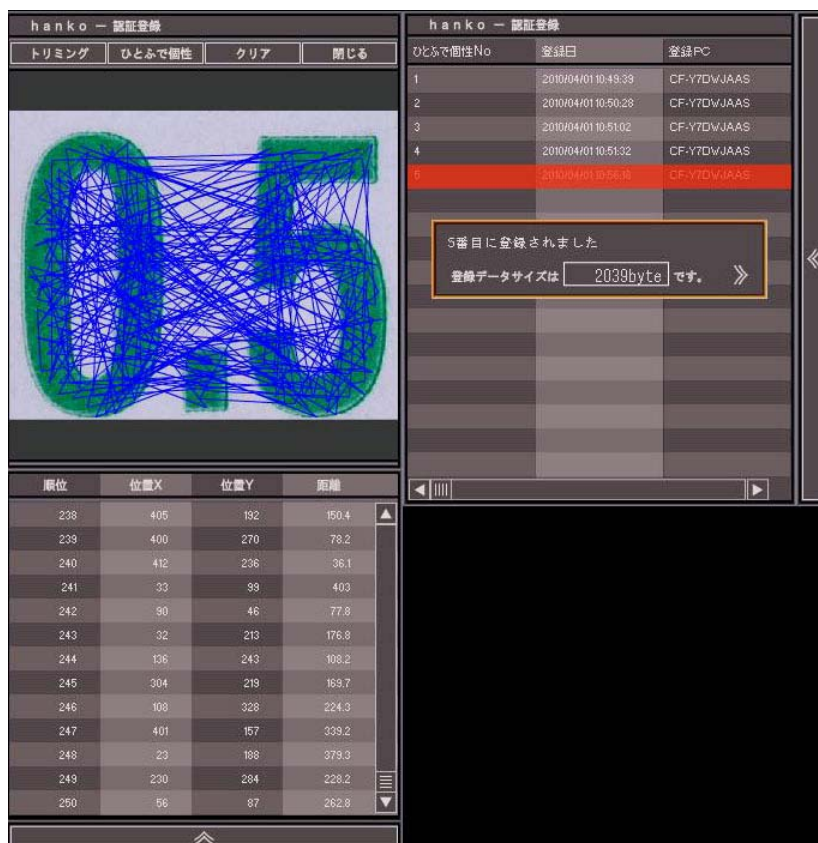 hanko － 認証登録
トリミング ひとふで個性 クリア 閉じる
0.5
順位 位置X 位置Y 距離
238 405 192 150.4
239 400 270 78.2
240 412 236 36.1
241 33 99 403
242 90 46 77.8
243 32 213 176.8
244 136 243 108.2
245 304 219 169.7
246 108 328 224.3
247 401 157 339.2
248 23 188 379.3
249 230 284 228.2
250 56 87 262.8
hanko － 認証登録
ひとふで個性No 登録日 登録PC
1 2010/04/01 10:49:39 CF-Y7DWJAAS
2 2010/04/01 10:50:28 CF-Y7DWJAAS
3 2010/04/01 10:51:02 CF-Y7DWJAAS
4 2010/04/01 10:51:32 CF-Y7DWJAAS
5 2010/04/01 10:56:18 CF-Y7DWJAAS
5番目に登録されました
登録データサイズは 2039byte です。